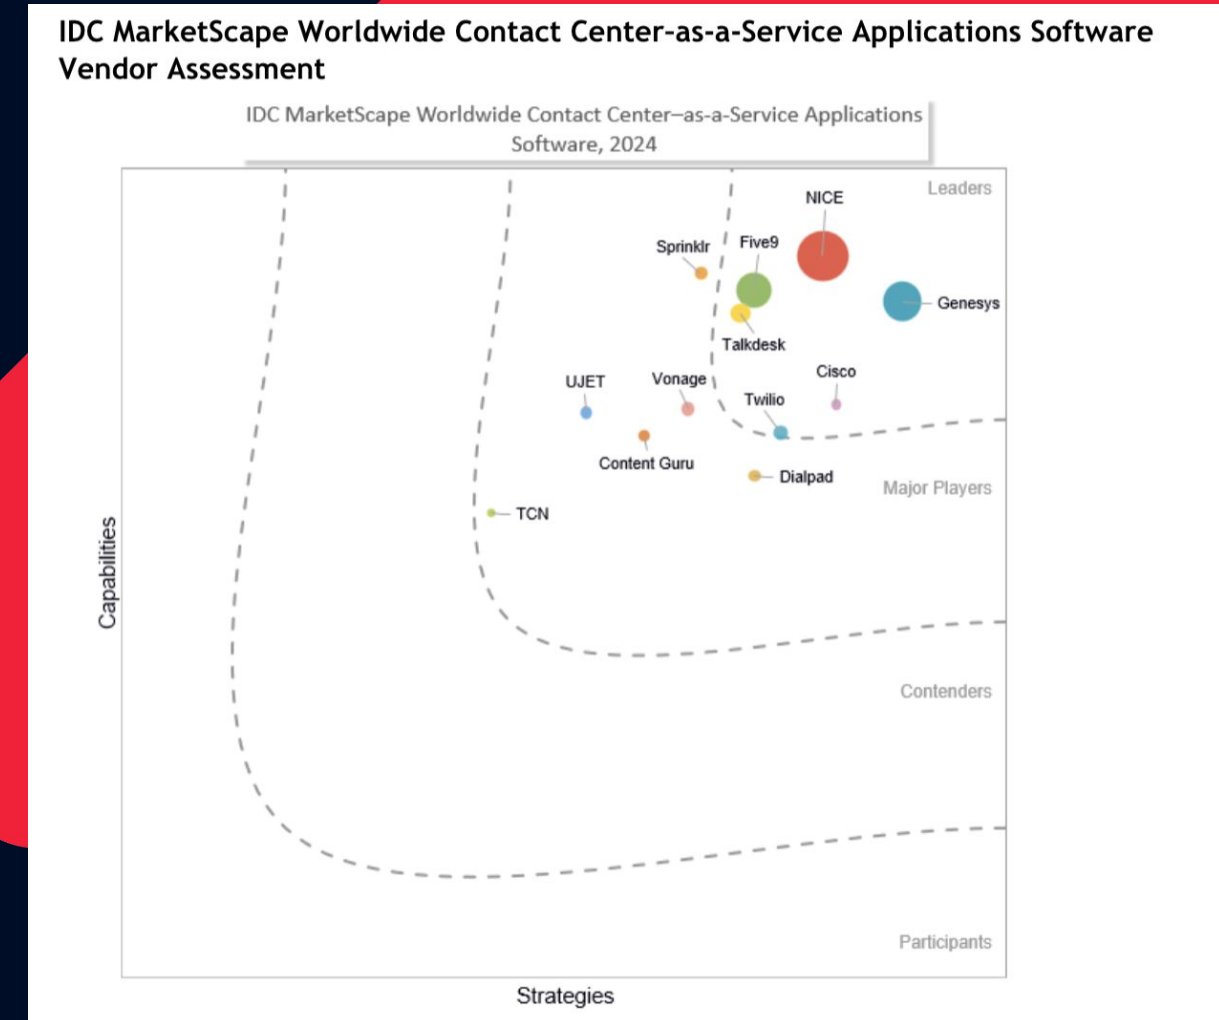 IDC MarketScape Worldwide Contact Center-as-a-Service Applications Software
Vendor Assessment
IDC MarketScape Worldwide Contact Center–as-a-Service Applications
Software, 2024
Leaders
NICE
Sprinklr
Five9
Genesys
Talkdesk
Cisco
UJET
Vonage
Twilio
Content Guru
Dialpad
Major Players
TCN
Capabilities
Contenders
Participants
Strategies